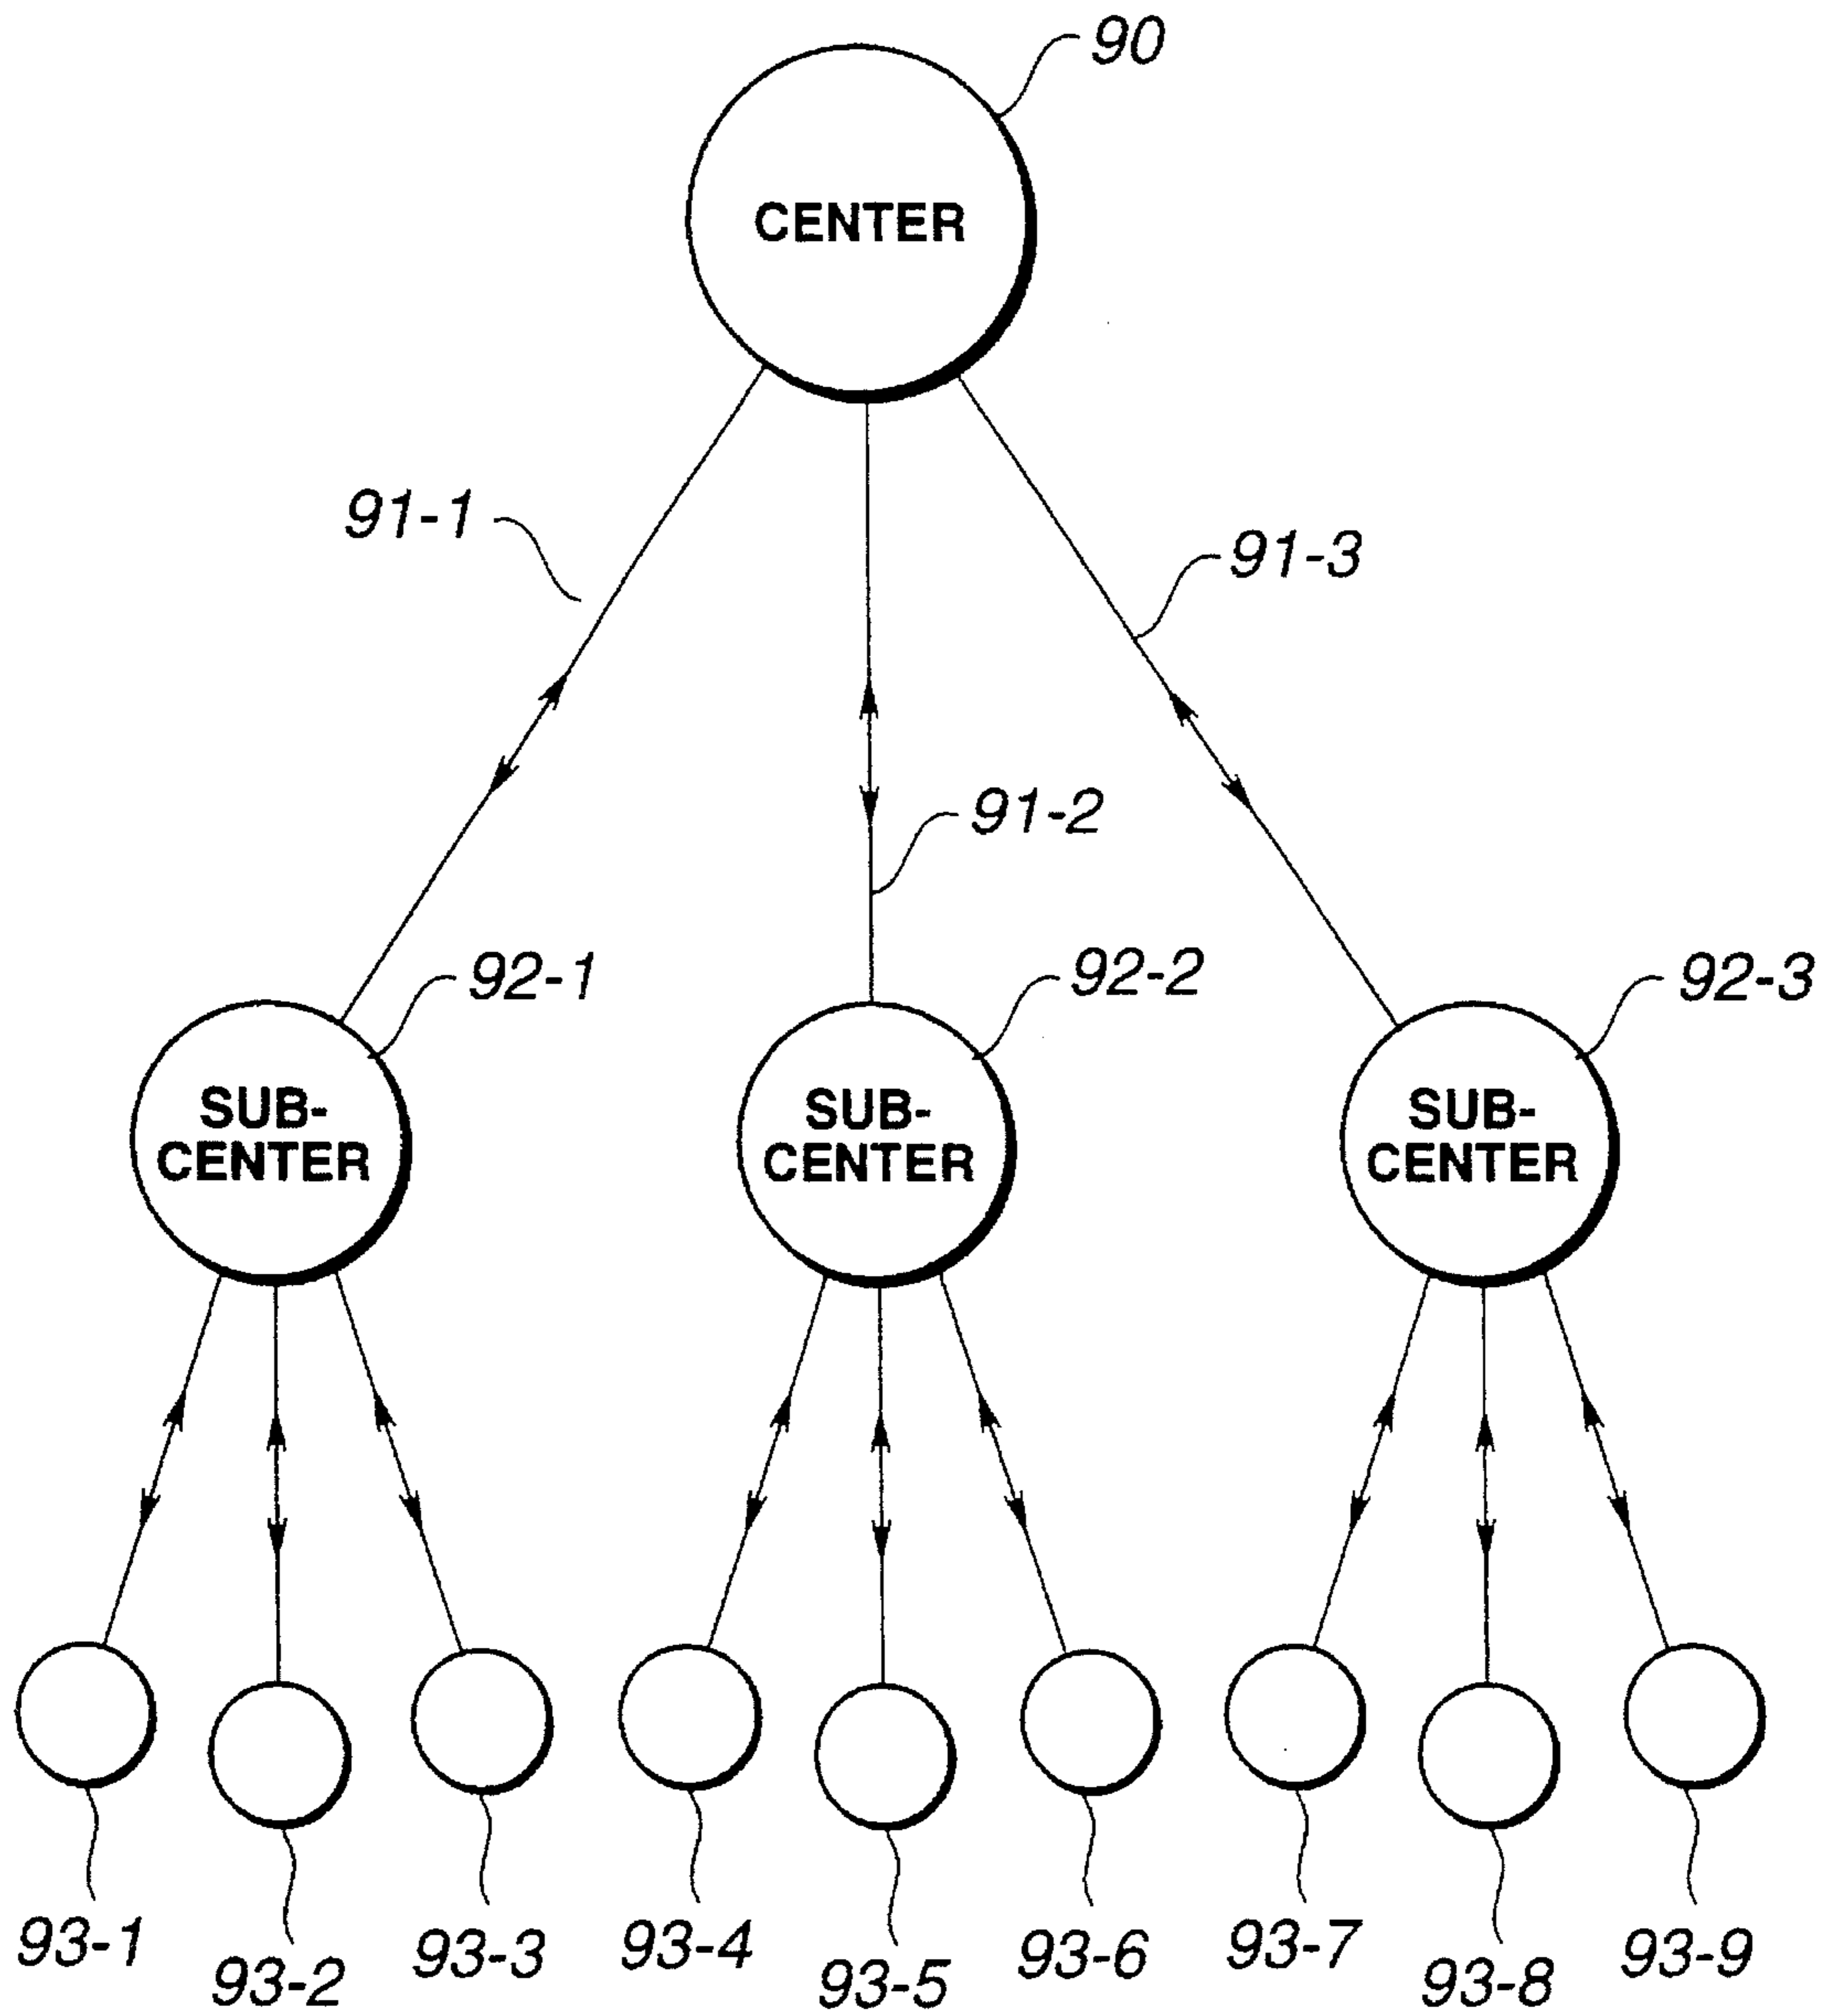 90
CENTER
91-1
91-3
91-2
92-1
92-2
92-3
SUB-
CENTER
SUB-
CENTER
SUB-
CENTER
93-1
93-2
93-3
93-4
93-5
93-6
93-7
93-8
93-9